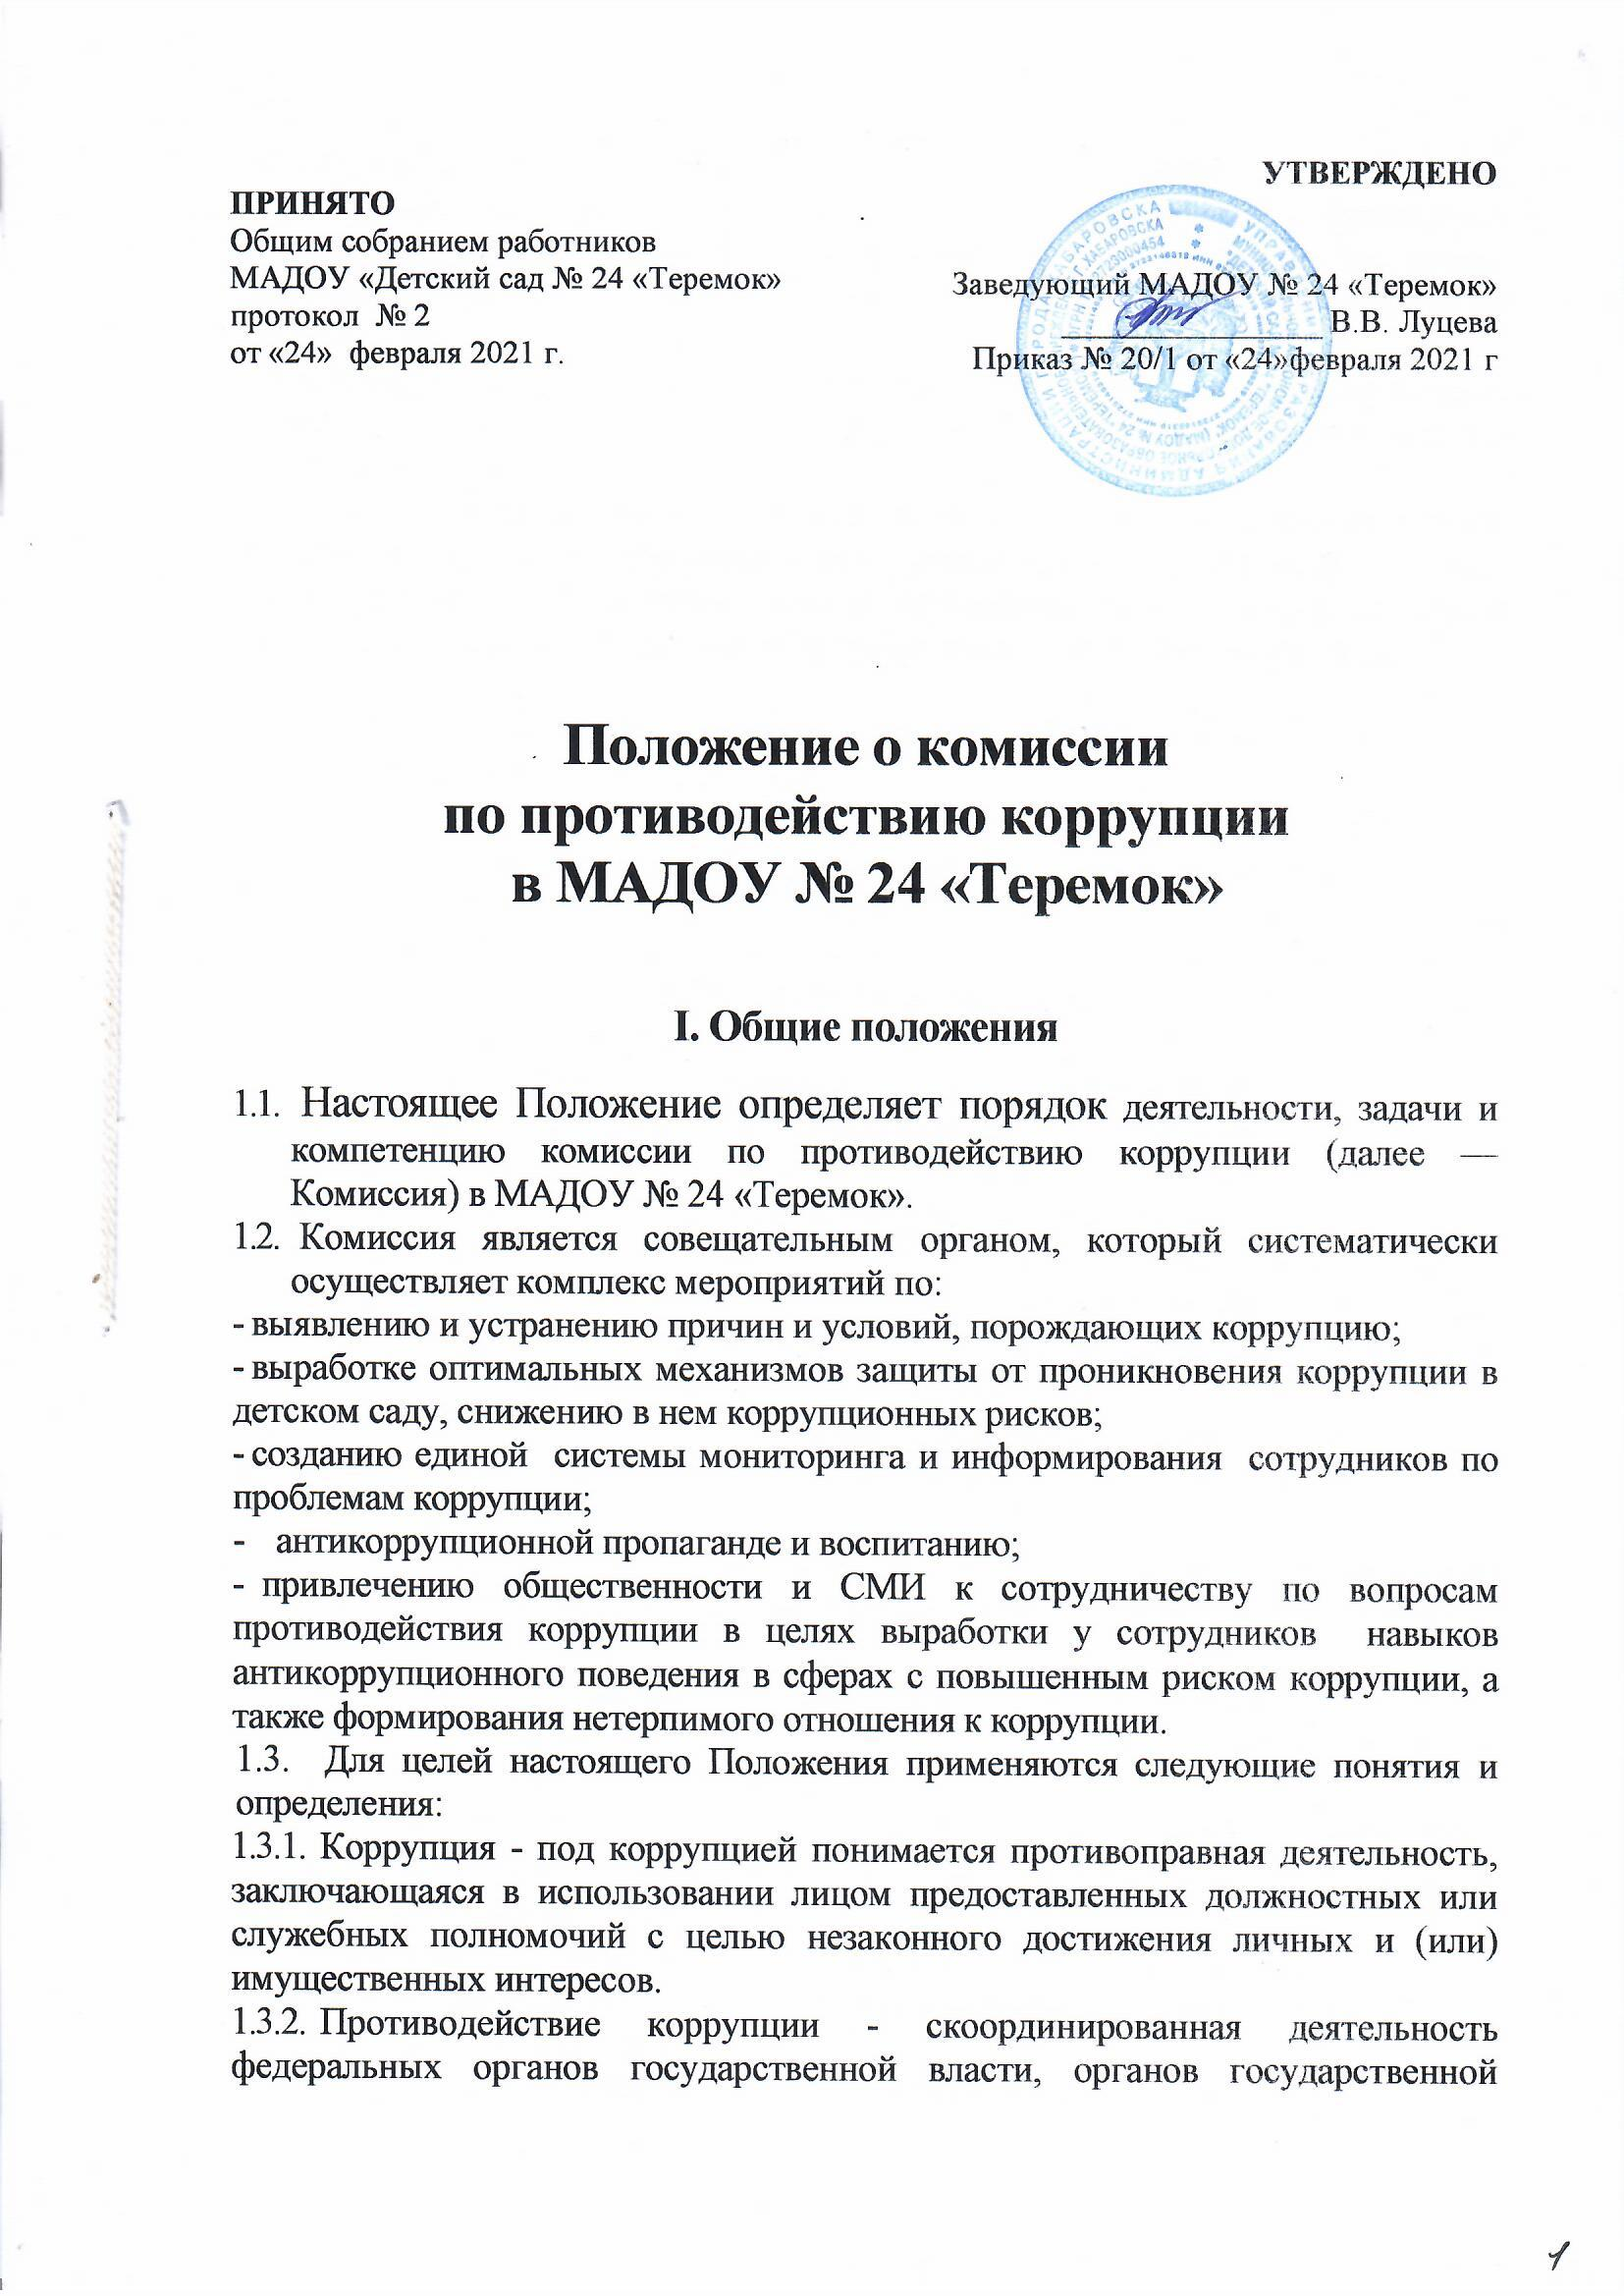 ПРИНЯТО
Общим собранием работников
МАДОУ «Детский сад № 24 «Теремок»
протокол № 2
от «24» февраля 2021 г.
УТВЕРЖДЕНО
Заведующий МАДОУ № 24 «Теремок»
В.В. Луцева
Приказ № 20/1 от «24»февраля 2021 г
Положение о комиссии
по противодействию коррупции
в МАДОУ № 24 «Теремок»
I. Общие положения
1.1. Настоящее Положение определяет порядок деятельности, задачи и
компетенцию комиссии по противодействию коррупции (далее —
Комиссия) в МАДОУ № 24 «Теремок».
1.2. Комиссия является совещательным органом, который систематически
осуществляет комплекс мероприятий по:
- выявлению и устранению причин и условий, порождающих коррупцию;
- выработке оптимальных механизмов защиты от проникновения коррупции в
детском саду, снижению в нем коррупционных рисков;
- созданию единой системы мониторинга и информирования сотрудников по
проблемам коррупции;
- антикоррупционной пропаганде и воспитанию;
- привлечению общественности и СМИ к сотрудничеству по вопросам
противодействия коррупции в целях выработки у сотрудников навыков
антикоррупционного поведения в сферах с повышенным риском коррупции, а
также формирования нетерпимого отношения к коррупции.
1.3. Для целей настоящего Положения применяются следующие понятия и
определения:
1.3.1. Коррупция - под коррупцией понимается противоправная деятельность,
заключающаяся в использовании лицом предоставленных должностных или
служебных полномочий с целью незаконного достижения личных и (или)
имущественных интересов.
1.3.2. Противодействие коррупции - скоординированная деятельность
федеральных органов государственной власти, органов государственной
1